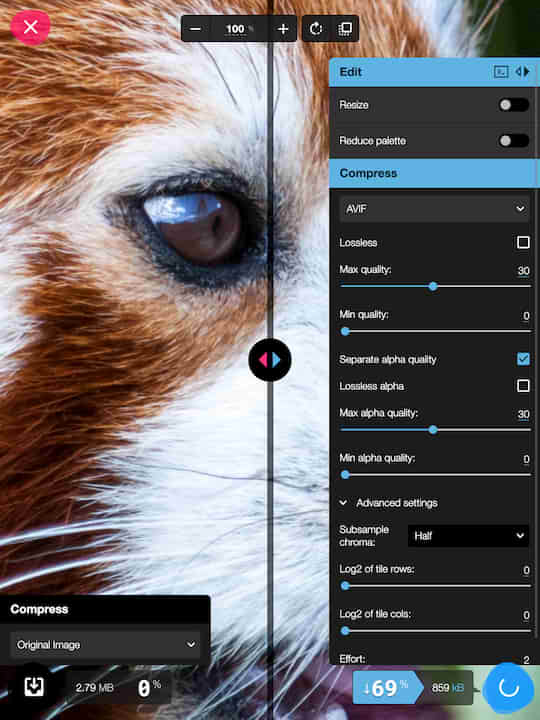 100 %
Edit
Resize
Reduce palette
Compress
AVIF
Lossless
Max quality: 30
Min quality: 0
Separate alpha quality
Lossless alpha
Max alpha quality: 30
Min alpha quality: 0
Advanced settings
Subsample
chroma:
Half
Log2 of tile rows: 0
Log2 of tile cols: 0
Effort: 2
Compress
Original Image
2.79 MB
0 %
↓69 %
859 kB